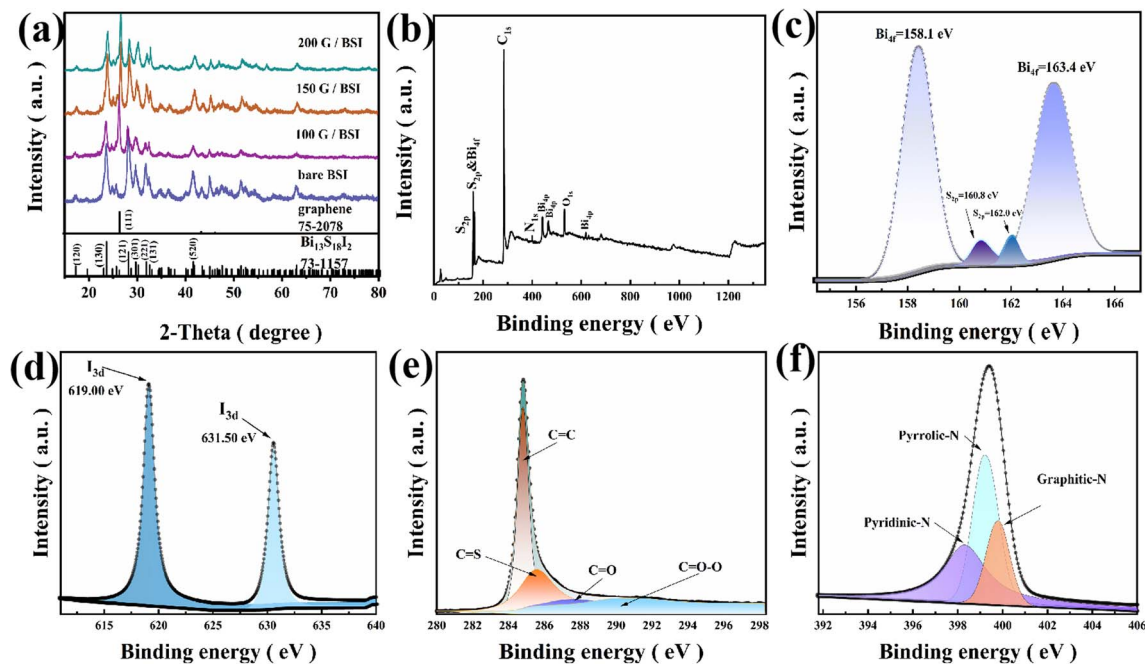 (a)
200 G / BSI
150 G / BSI
100 G / BSI
bare BSI
graphene
75-2078
(111)
Bi13S18I2
73-1157
(120)
(130)
(121)
(301)
(221)
(131)
(520)
20 30 40 50 60 70 80
2-Theta ( degree )
Intensity ( a.u. )
(b)
C1s
S2p&Bi4f
S2p
N1s
Bi4p
Bi4p
O1s
Bi4p
0 200 400 600 800 1000 1200
Binding energy ( eV )
Intensity ( a.u. )
(c)
Bi4f=158.1 eV
Bi4f=163.4 eV
S2p=160.8 eV
S2p=162.0 eV
156 158 160 162 164 166
Binding energy ( eV )
Intensity ( a.u. )
(d)
I3d
619.00 eV
I3d
631.50 eV
615 620 625 630 635 640
Binding energy ( eV )
Intensity ( a.u. )
(e)
C=C
C=S
C=O
C=O-O
280 282 284 286 288 290 292 294 296 298
Binding energy ( eV )
Intensity ( a.u. )
(f)
Pyrrolic-N
Graphitic-N
Pyridinic-N
392 394 396 398 400 402 404 406
Binding energy ( eV )
Intensity ( a.u. )